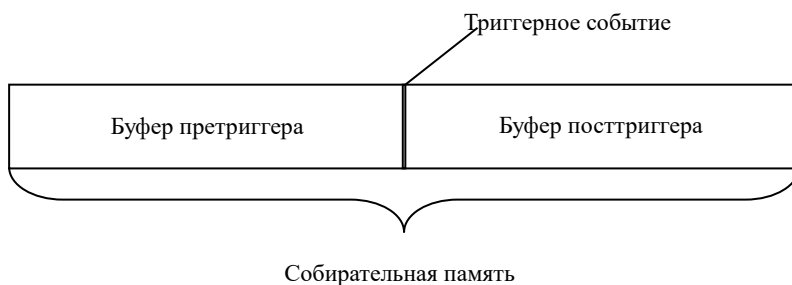 Триггерное событие
Буфер претриггера
Буфер посттриггера
Собирательная память